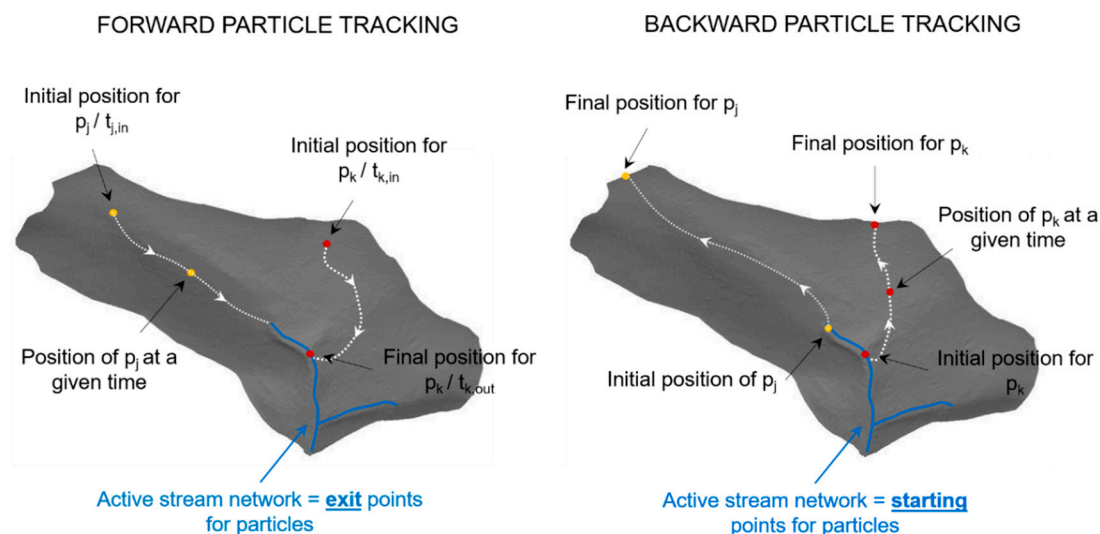 FORWARD PARTICLE TRACKING
Initial position for
pj / tj,in
Initial position for
pk / tk,in
Position of pj at a
given time
Final position for
pk / tk,out
Active stream network = exit points
for particles
BACKWARD PARTICLE TRACKING
Final position for pj
Final position for pk
Position of pk at a
given time
Initial position of pj
Initial position for
pk
Active stream network = starting
points for particles